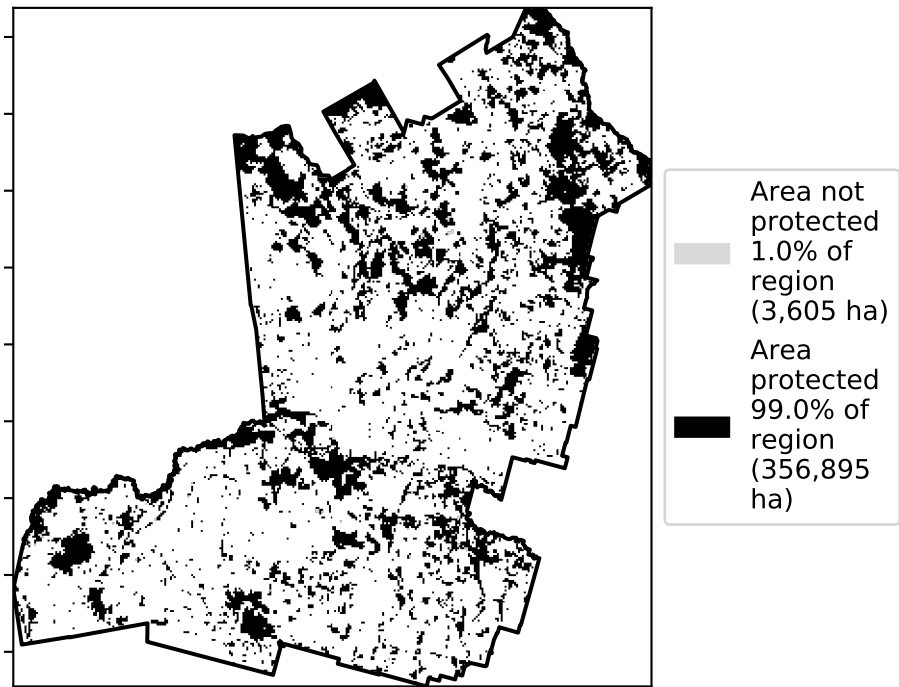 Area not
protected
1.0% of
region
(3,605 ha)
Area
protected
99.0% of
region
(356,895
ha)